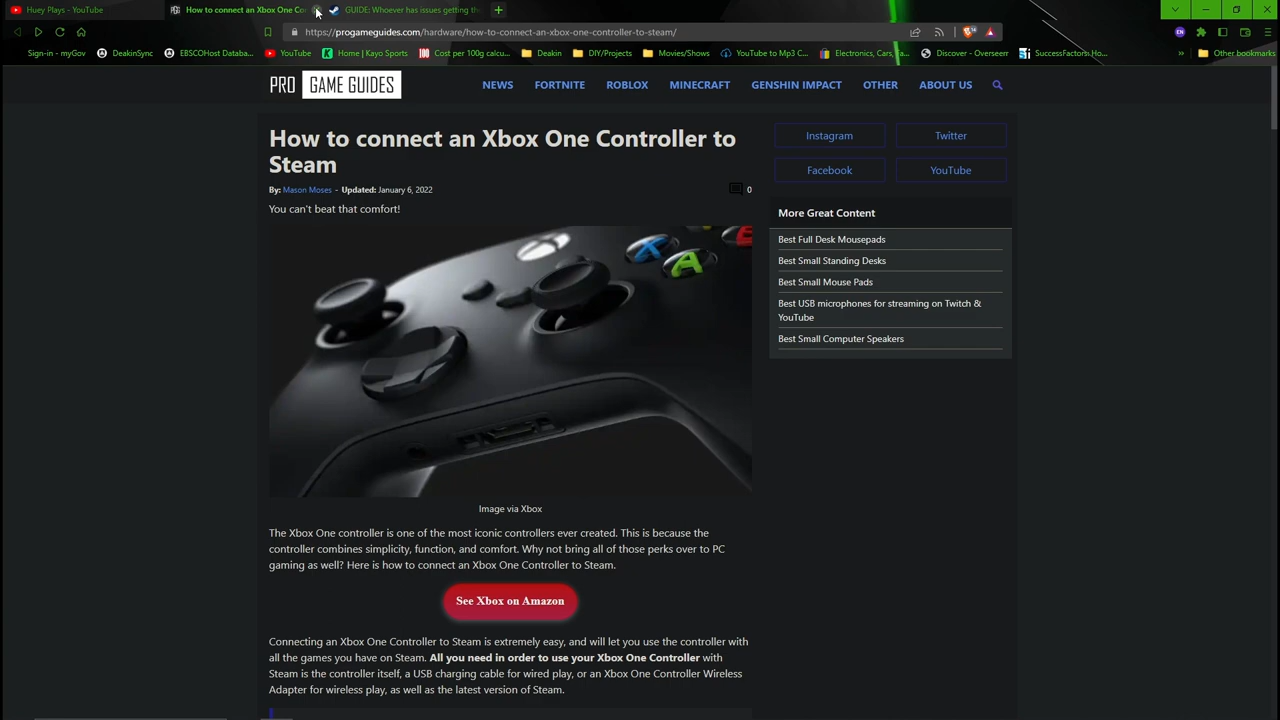 Huey Plays - YouTube
How to connect an Xbox One Co
GUIDE: Whoever has issues getting the
https://progameguides.com/hardware/how-to-connect-an-xbox-one-controller-to-steam/
Sign-in - myGov
DeakinSync
EBSCOHost Databa...
YouTube
Home | Kayo Sports
Cost per 100g calcu...
Deakin
DIY/Projects
Movies/Shows
YouTube to Mp3 C...
Electronics, Cars, Fa...
Discover - Overseerr
SuccessFactors: Ho...
»
Other bookmarks
PRO GAME GUIDES
NEWS
FORTNITE
ROBLOX
MINECRAFT
GENSHIN IMPACT
OTHER
ABOUT US
How to connect an Xbox One Controller to
Steam
By: Mason Moses - Updated: January 6, 2022
0
You can't beat that comfort!
X
A
B
Image via Xbox
The Xbox One controller is one of the most iconic controllers ever created. This is because the
controller combines simplicity, function, and comfort. Why not bring all of those perks over to PC
gaming as well? Here is how to connect an Xbox One Controller to Steam.
See Xbox on Amazon
Connecting an Xbox One Controller to Steam is extremely easy, and will let you use the controller with
all the games you have on Steam. All you need in order to use your Xbox One Controller with
Steam is the controller itself, a USB charging cable for wired play, or an Xbox One Controller Wireless
Adapter for wireless play, as well as the latest version of Steam.
Instagram
Twitter
Facebook
YouTube
More Great Content
Best Full Desk Mousepads
Best Small Standing Desks
Best Small Mouse Pads
Best USB microphones for streaming on Twitch &
YouTube
Best Small Computer Speakers